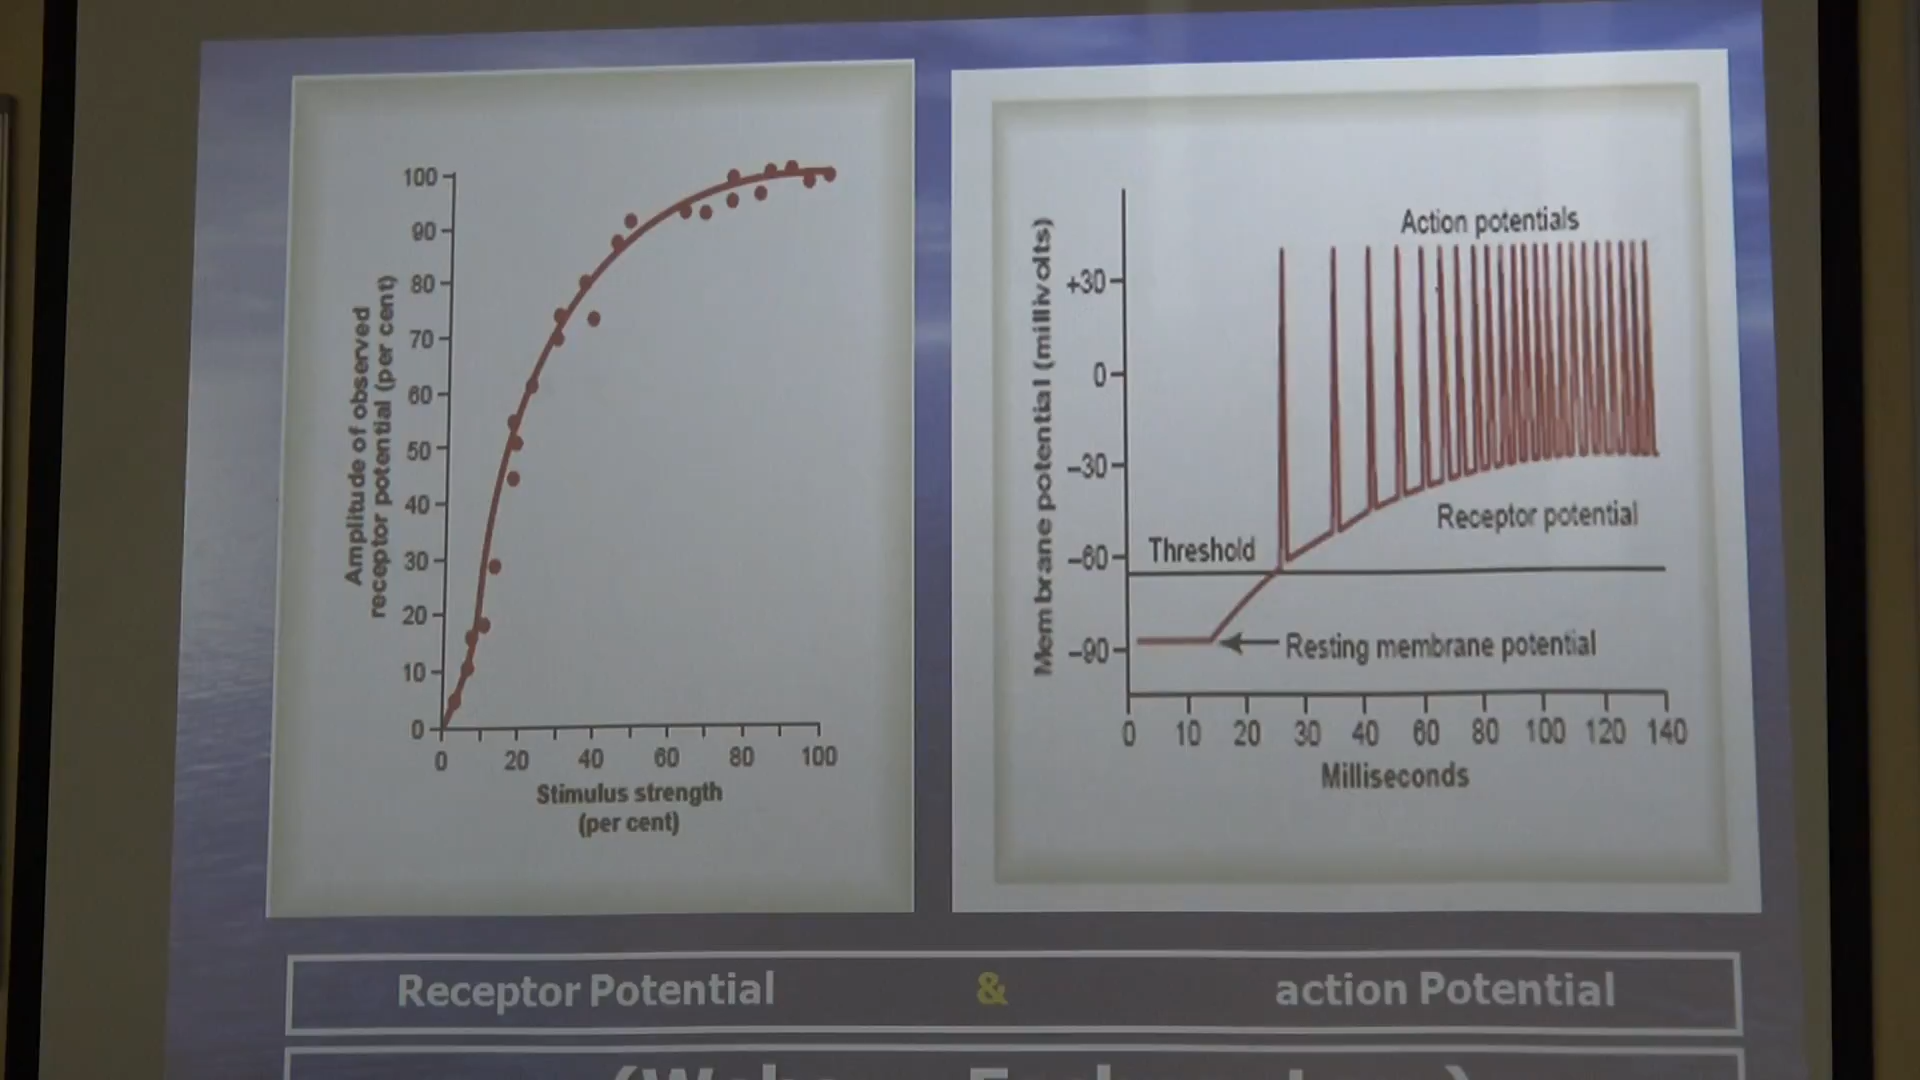 100
90
80
70
60
50
40
30
20
10
0
Amplitude of observed
receptor potential (per cent)
0 20 40 60 80 100
Stimulus strength
(per cent)
Membrane potential (millivolts)
+30
0
–30
–60
–90
Action potentials
Receptor potential
Threshold
Resting membrane potential
0 10 20 30 40 60 80 100 120 140
Milliseconds
Receptor Potential & action Potential